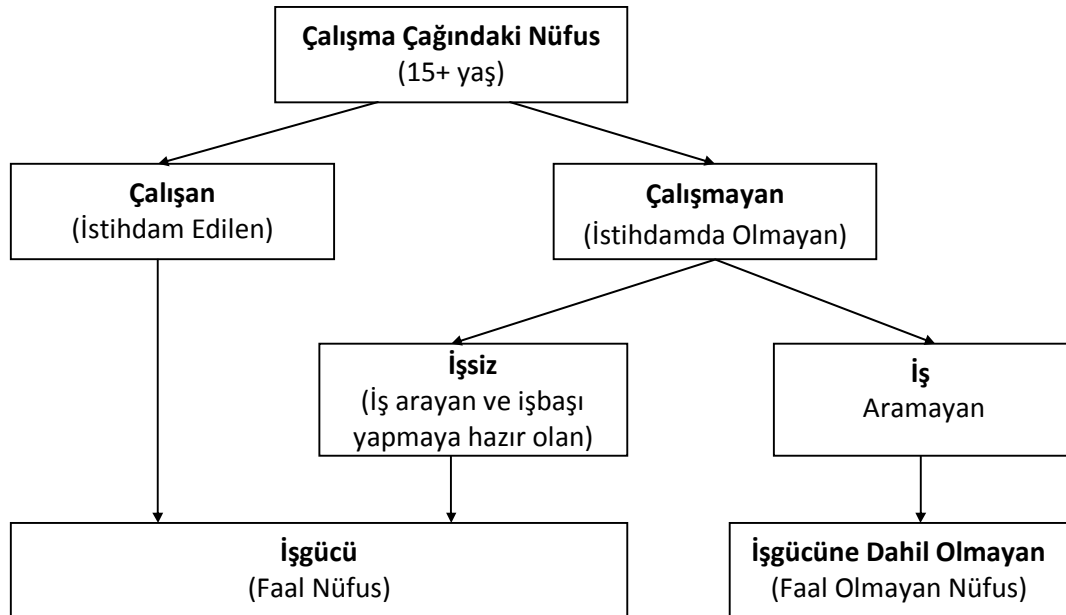 Çalışma Çağındaki Nüfus
(15+ yaş)
Çalışan
(İstihdam Edilen)
Çalışmayan
(İstihdamda Olmayan)
İşsiz
(İş arayan ve işbaşı
yapmaya hazır olan)
İş
Aramayan
İşgücü
(Faal Nüfus)
İşgücüne Dahil Olmayan
(Faal Olmayan Nüfus)